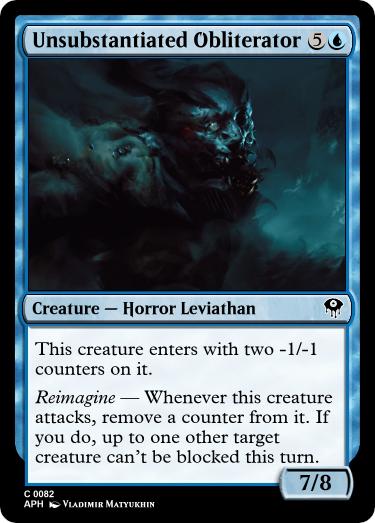 Unsubstantiated Obliterator 5
Creature — Horror Leviathan
This creature enters with two -1/-1
counters on it.
Reimagine — Whenever this creature
attacks, remove a counter from it. If
you do, up to one other target
creature can't be blocked this turn.
7/8
C 0082
APH Vladimir Matyukhin